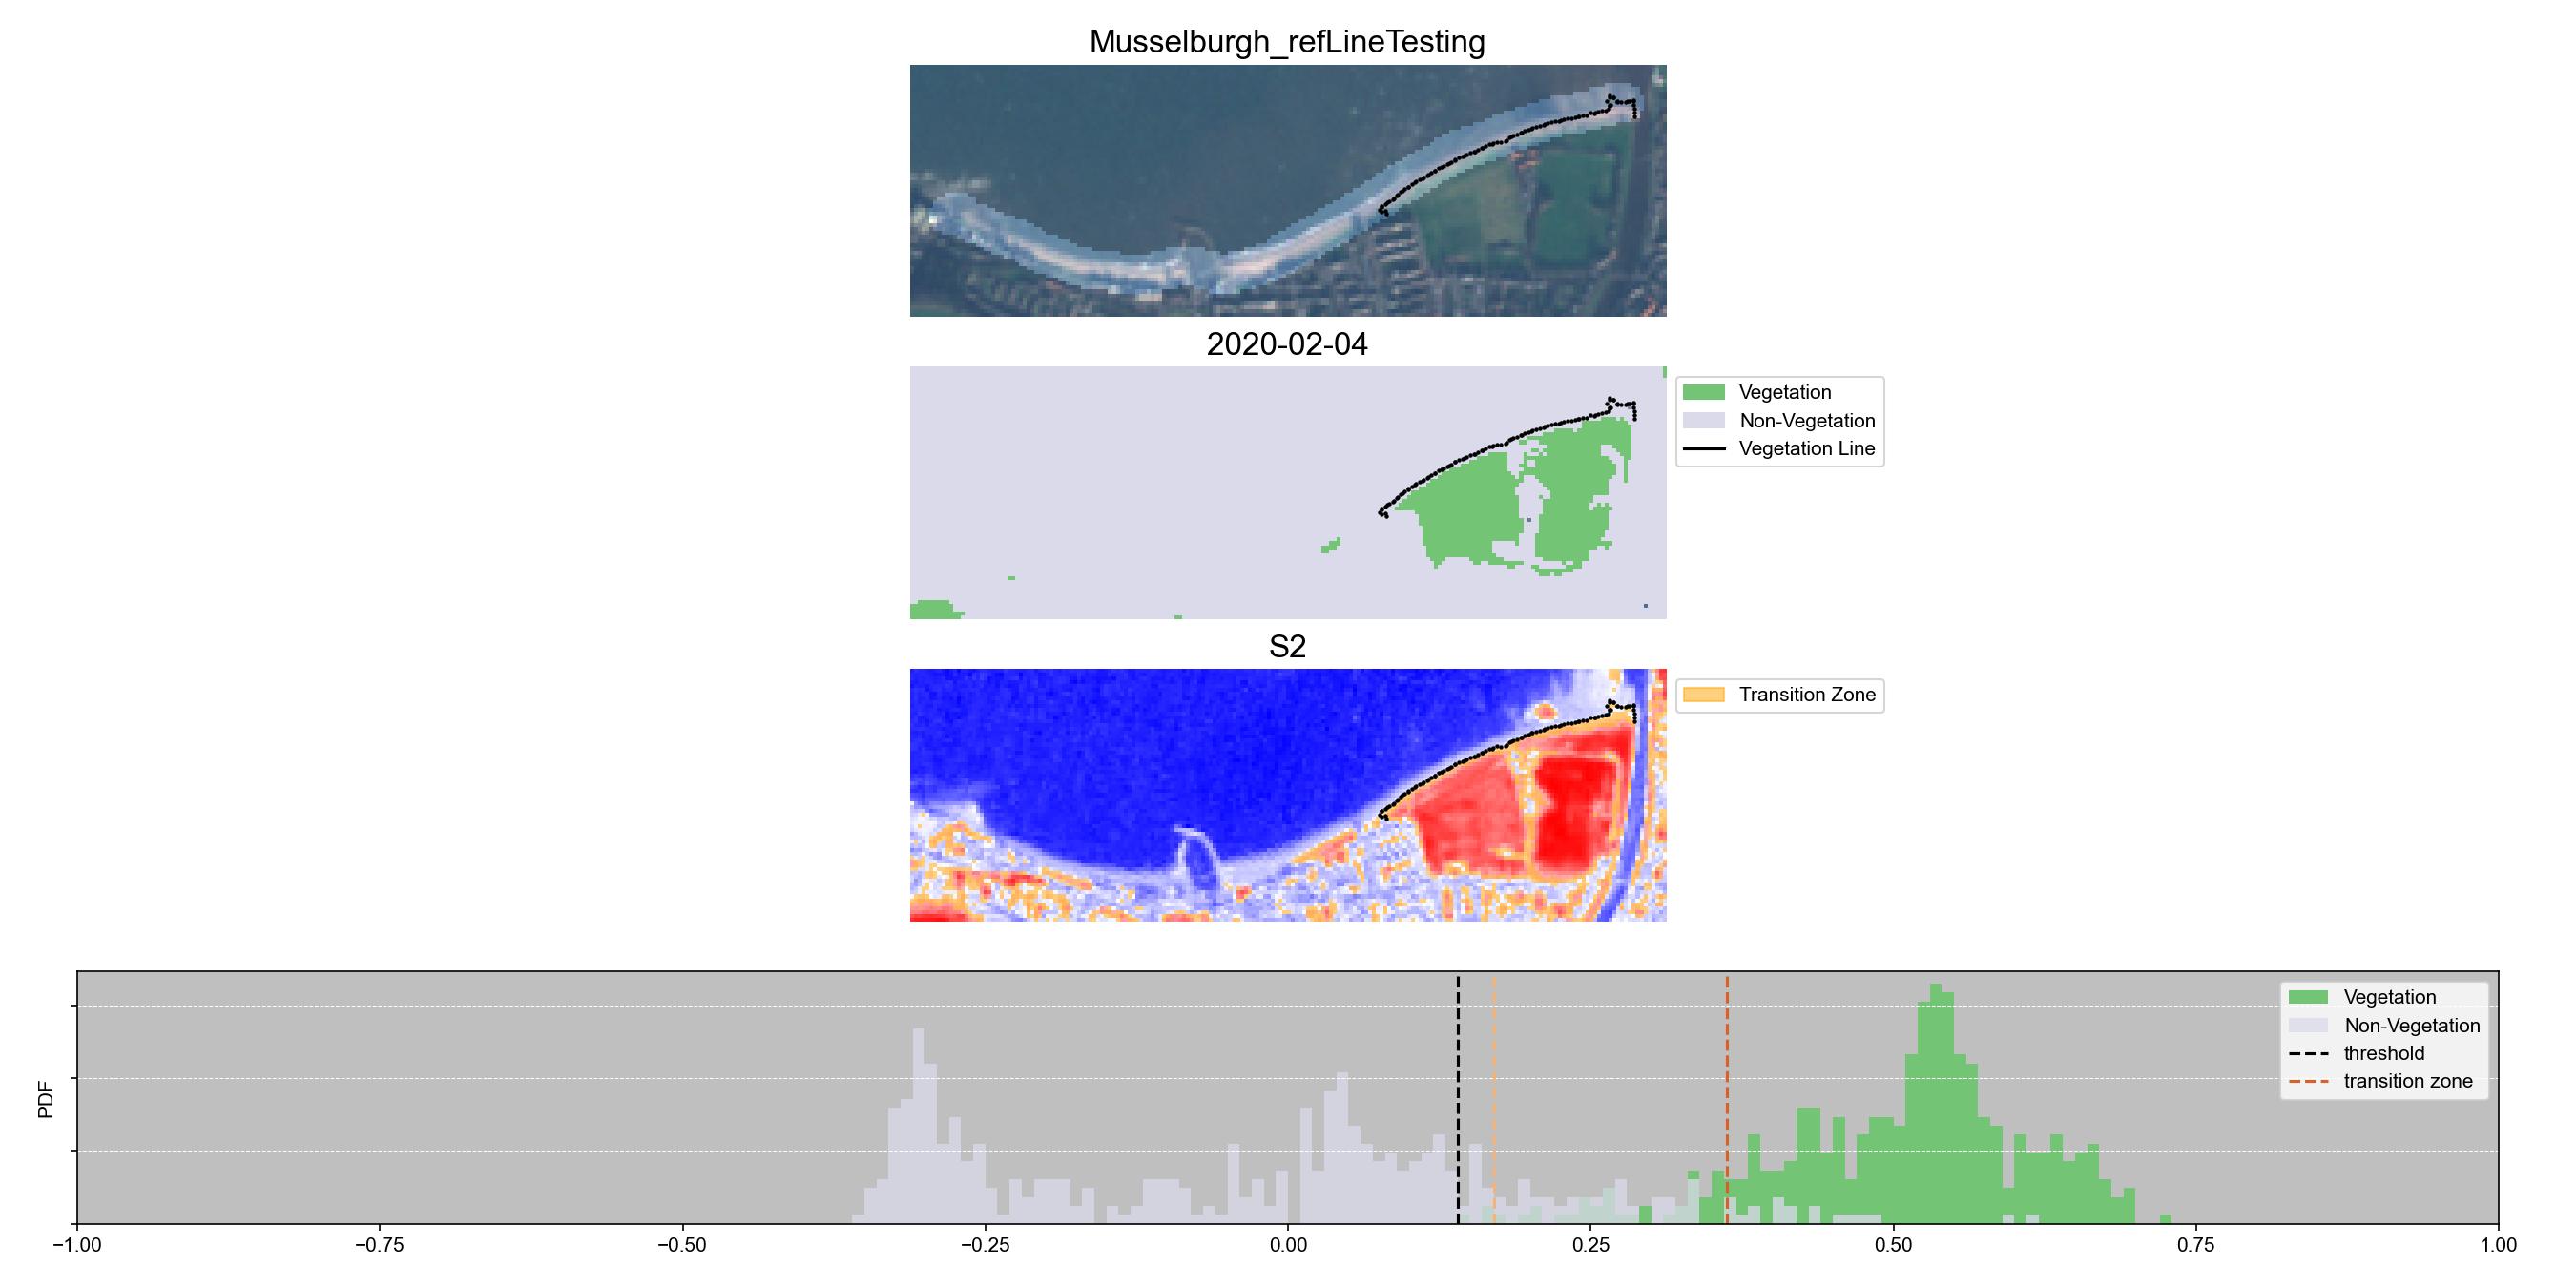 Musselburgh_refLineTesting
2020-02-04
Vegetation
Non-Vegetation
Vegetation Line
S2
Transition Zone
PDF
Vegetation
Non-Vegetation
threshold
transition zone
−1.00 −0.75 −0.50 −0.25 0.00 0.25 0.50 0.75 1.00